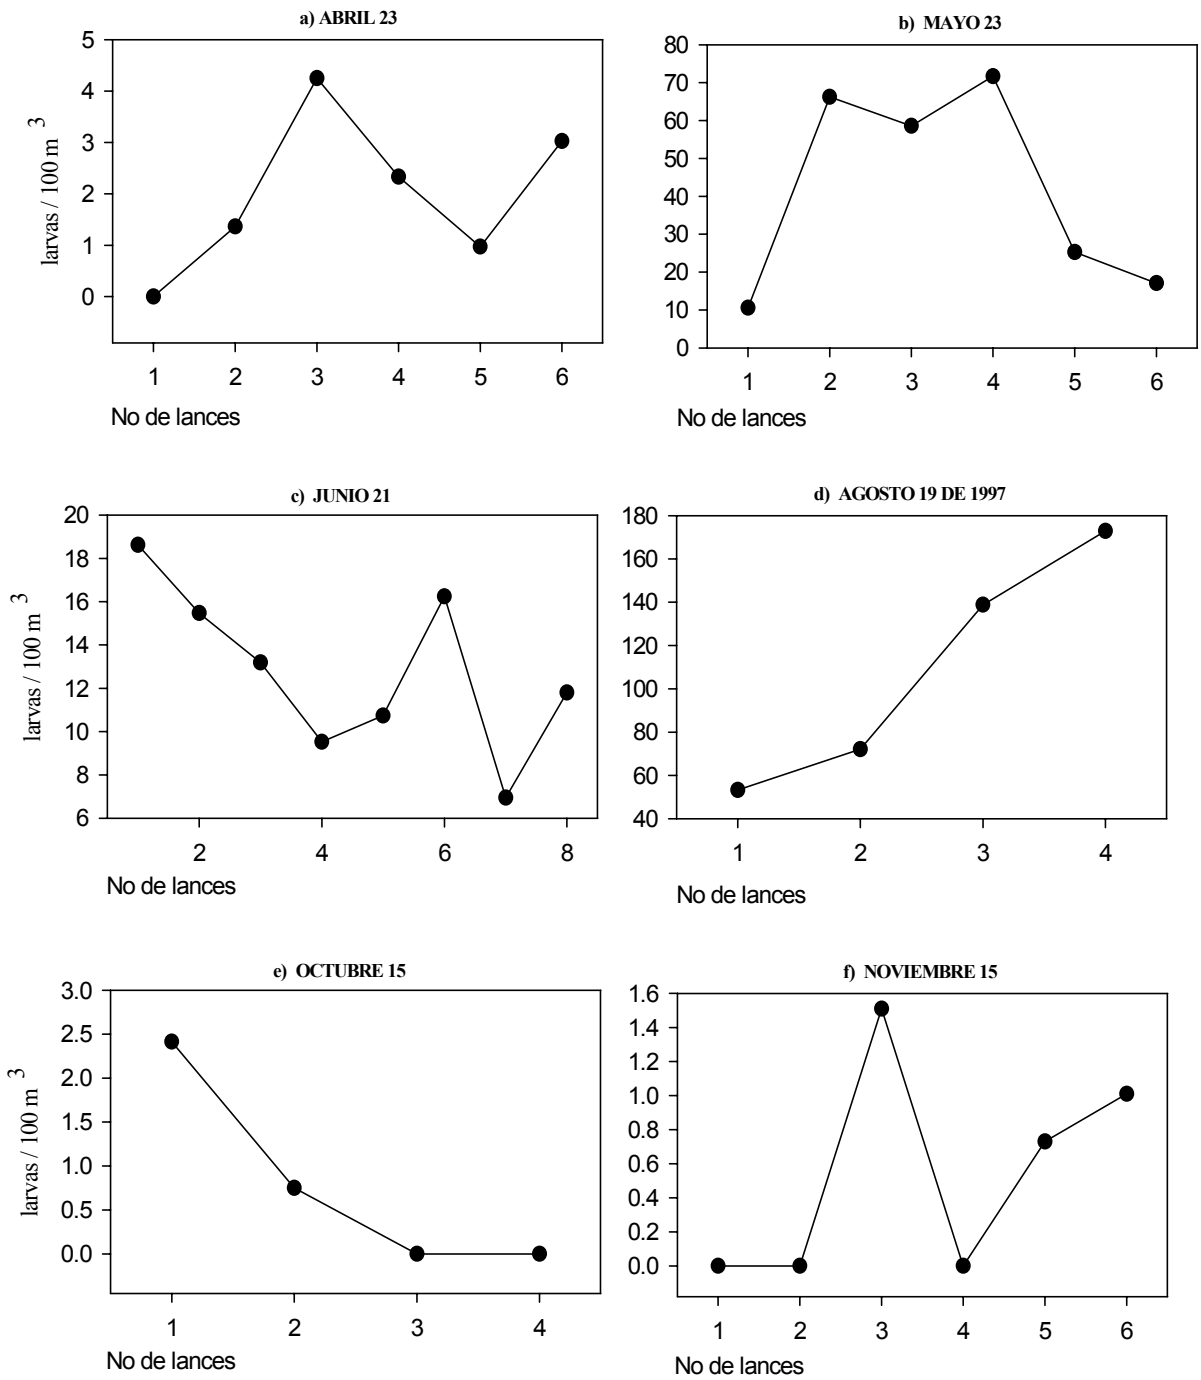 a) ABRIL 23
5
4
3
2
1
0
larvas / 100 m 3
1 2 3 4 5 6
No de lances
b) MAYO 23
80
70
60
50
40
30
20
10
0
1 2 3 4 5 6
No de lances
c) JUNIO 21
20
18
16
14
12
10
8
6
larvas / 100 m 3
2 4 6 8
No de lances
d) AGOSTO 19 DE 1997
180
160
140
120
100
80
60
40
1 2 3 4
No de lances
e) OCTUBRE 15
3.0
2.5
2.0
1.5
1.0
0.5
0.0
larvas / 100 m 3
1 2 3 4
No de lances
f) NOVIEMBRE 15
1.6
1.4
1.2
1.0
0.8
0.6
0.4
0.2
0.0
1 2 3 4 5 6
No de lances